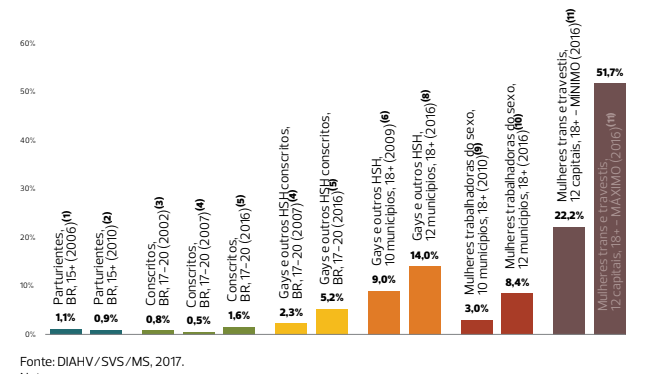 60%
50%
40%
30%
20%
10%
0%
Parturientes,
BR, 15+ (2006)(1)
1,1%
Parturientes,
BR, 15+ (2010)(2)
0,9%
Conscritos,
BR, 17-20 (2002)(3)
0,8%
Conscritos,
BR, 17-20 (2007)(4)
0,5%
Conscritos,
BR, 17-20 (2016)(5)
1,6%
Gays e outros HSH conscritos,
BR, 17-20 (2007)(4)
2,3%
Gays e outros HSH conscritos,
BR, 17-20 (2016)(5)
5,2%
Gays e outros HSH,
10 municípios, 18+ (2009)(6)
9,0%
Gays e outros HSH,
12 municípios, 18+ (2016)(8)
14,0%
Mulheres trabalhadoras do sexo,
10 municípios, 18+ (2010)(9)
3,0%
Mulheres trabalhadoras do sexo,
12 municípios, 18+ (2016)(10)
8,4%
Mulheres trans e travestis,
12 capitais, 18+ – MÍNIMO (2016)(11)
22,2%
Mulheres trans e travestis,
12 capitais, 18+ – MÁXIMO (2016)(11)
51,7%
Fonte: DIAHV/SVS/MS, 2017.